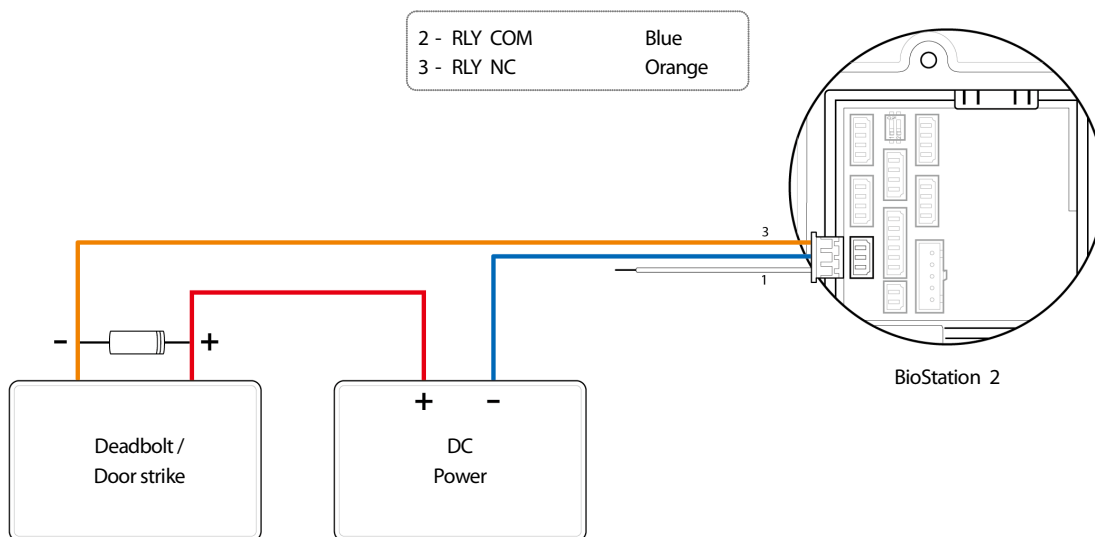 2 - RLY COM Blue
3 - RLY NC Orange
3
1
BioStation 2
- +
+ -
Deadbolt /
Door strike
DC
Power